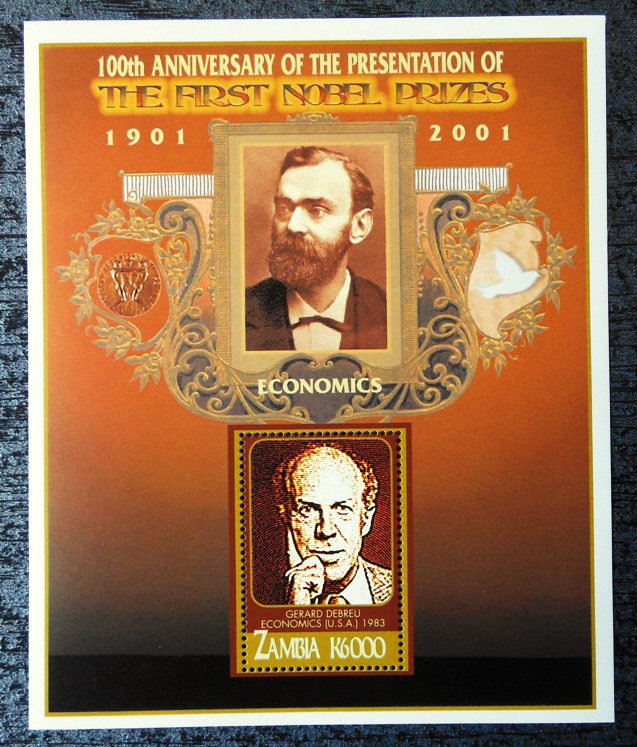 100th ANNIVERSARY OF THE PRESENTATION OF
THE FIRST NOBEL PRIZES
1901 2001
ECONOMICS
GERARD DEBREU
ECONOMICS (U.S.A.) 1983
ZAMBIA K6000